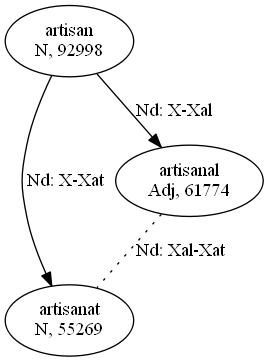 artisan
N, 92998
Nd: X-Xal
Nd: X-Xat
artisanal
Adj, 61774
Nd: Xal-Xat
artisanat
N, 55269